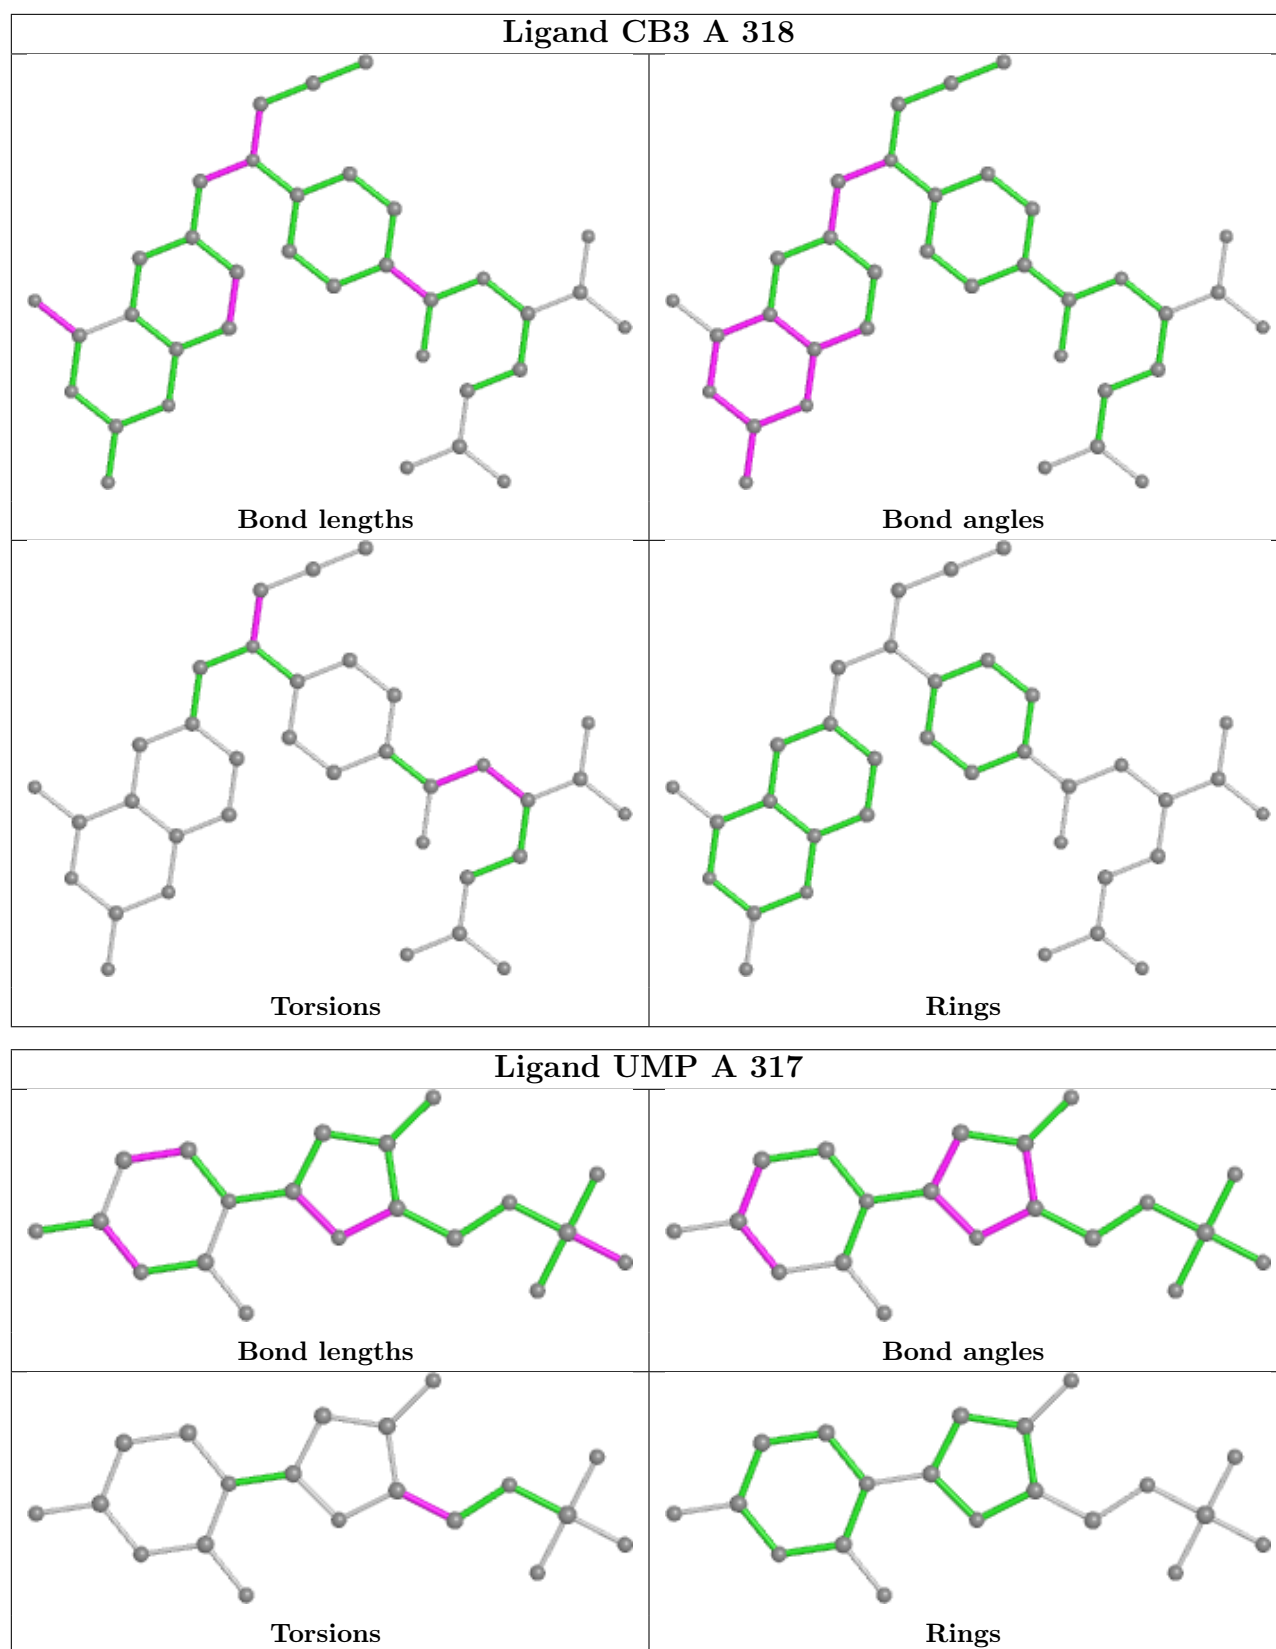 Ligand CB3 A 318
Bond lengths
Bond angles
Torsions
Rings
Ligand UMP A 317
Bond lengths
Bond angles
Torsions
Rings